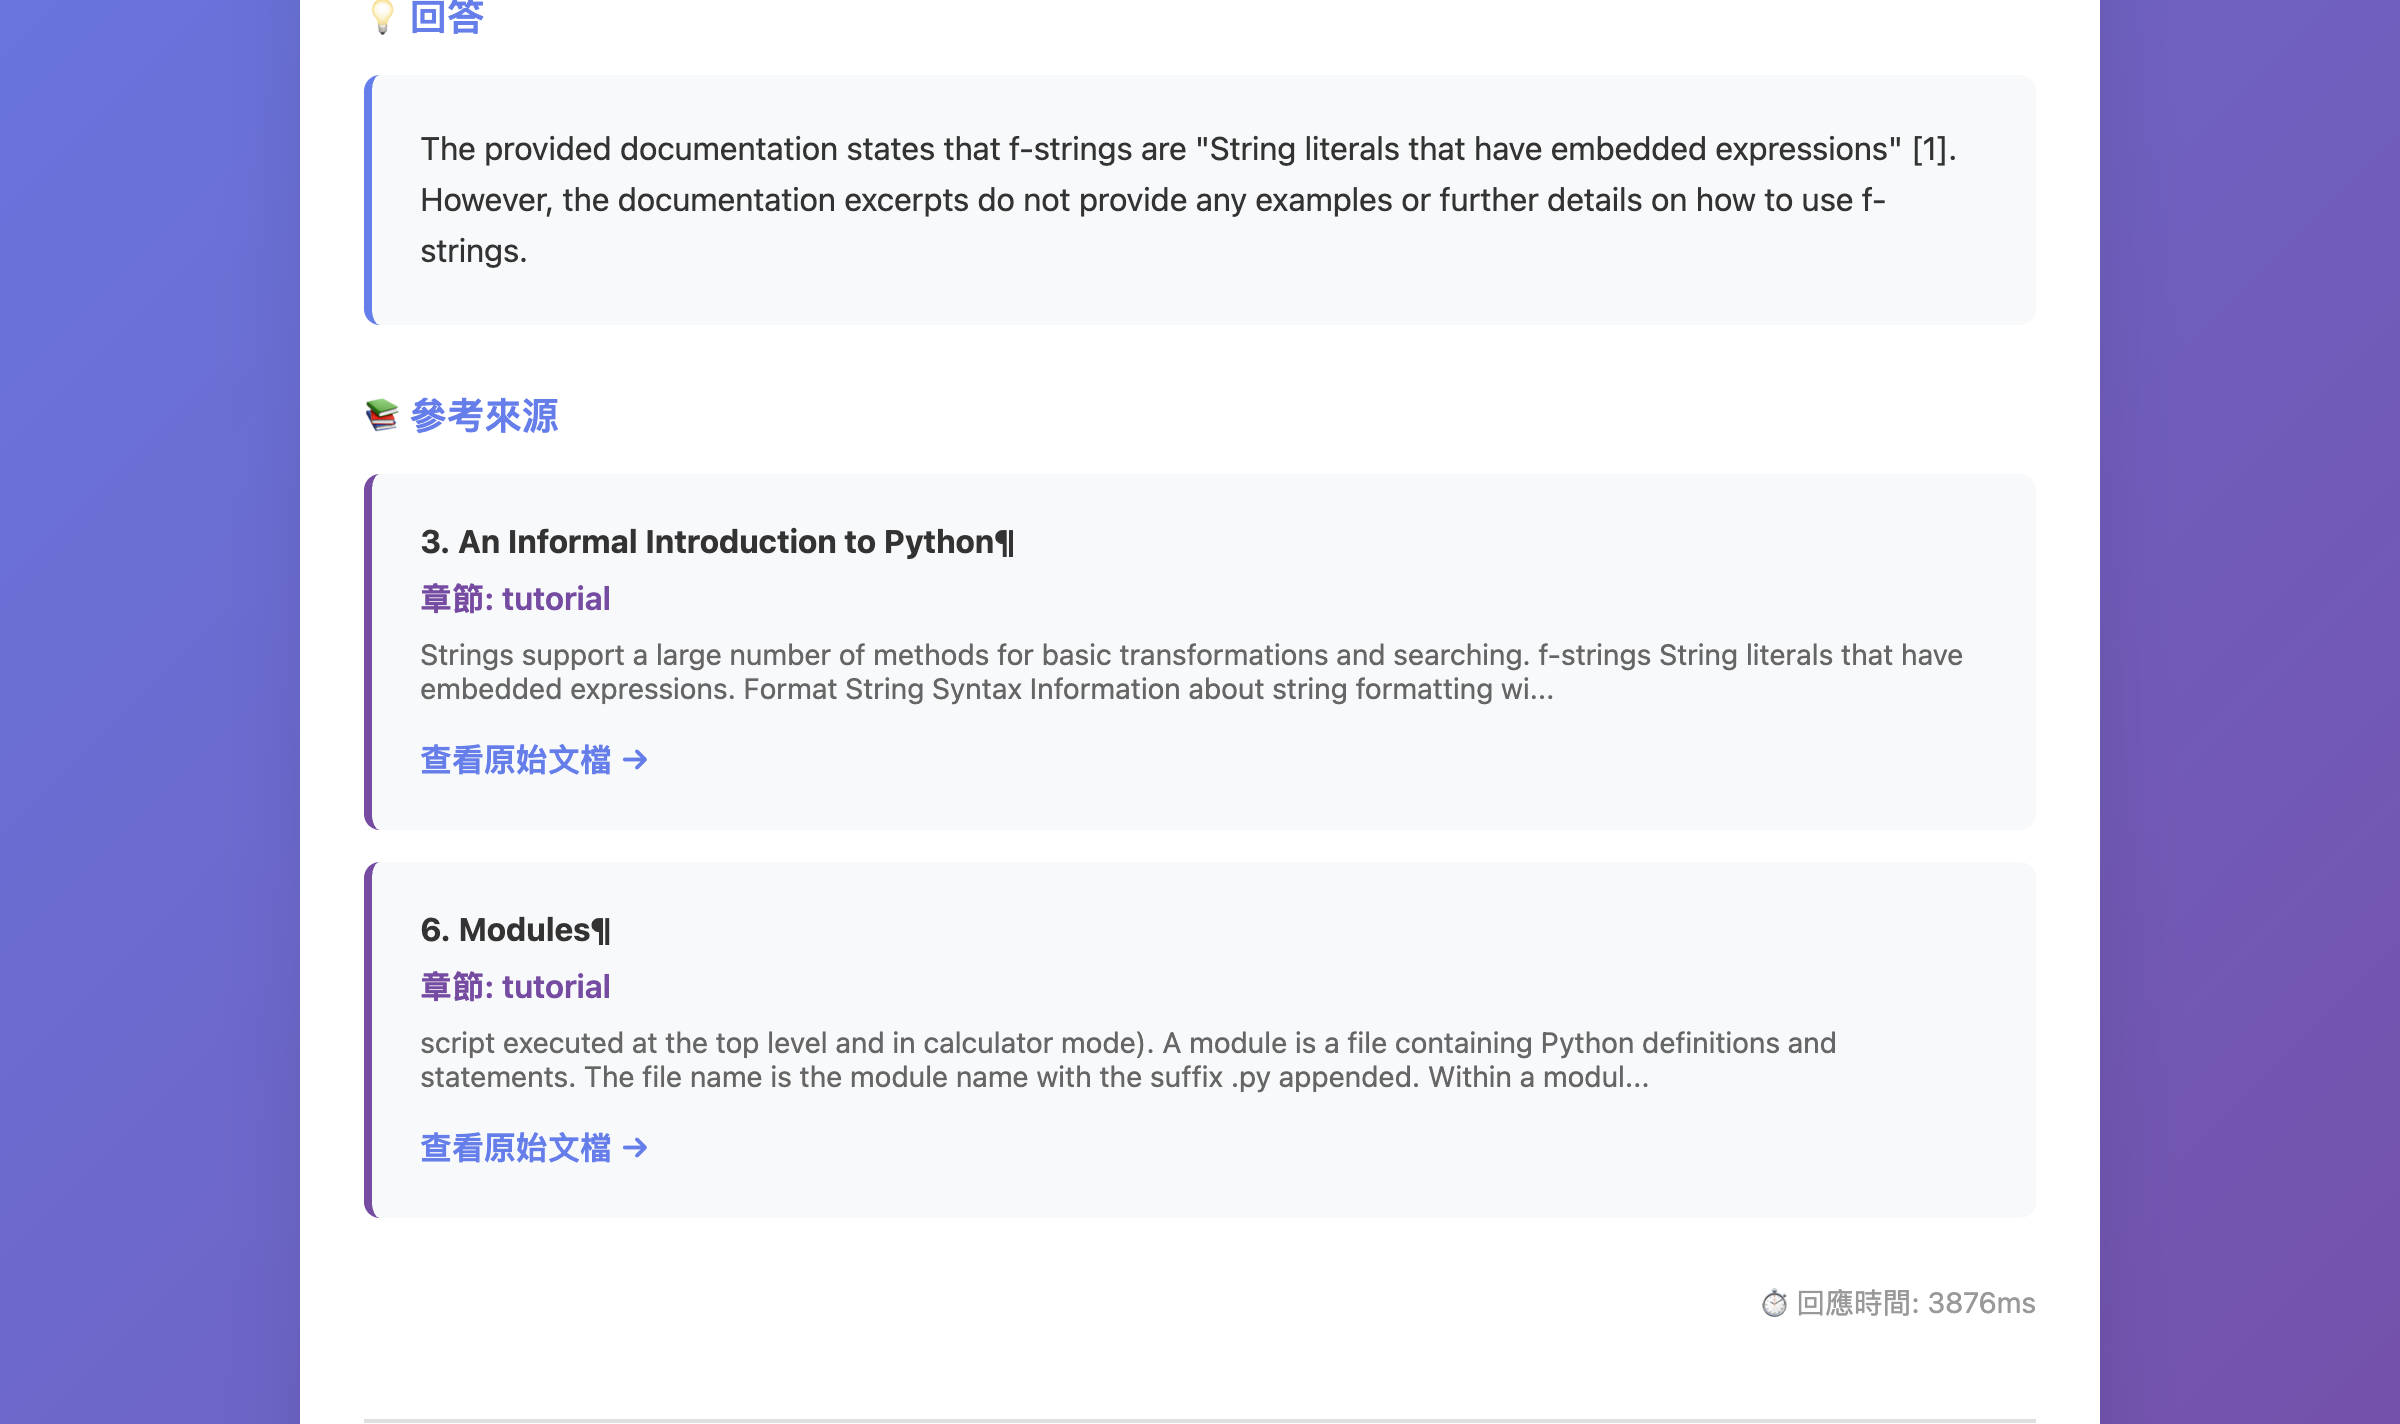 💡 回答
The provided documentation states that f-strings are "String literals that have embedded expressions" [1].
However, the documentation excerpts do not provide any examples or further details on how to use f-
strings.
📚 參考來源
3. An Informal Introduction to Python¶
章節: tutorial
Strings support a large number of methods for basic transformations and searching. f-strings String literals that have
embedded expressions. Format String Syntax Information about string formatting wi...
查看原始文檔 →
6. Modules¶
章節: tutorial
script executed at the top level and in calculator mode). A module is a file containing Python definitions and
statements. The file name is the module name with the suffix .py appended. Within a modul...
查看原始文檔 →
⏱ 回應時間: 3876ms